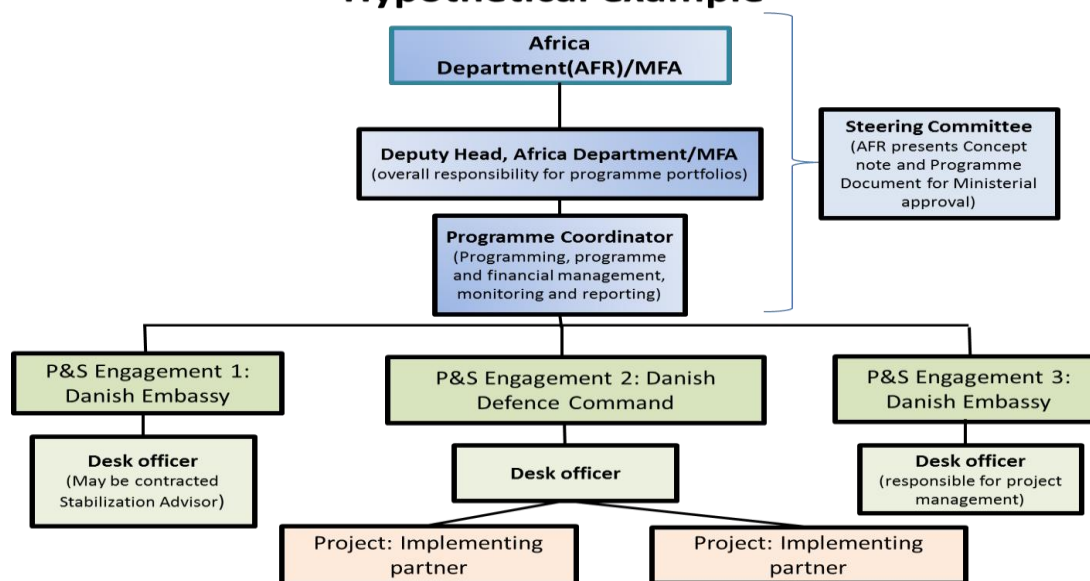 Hypothetical example
Africa
Department(AFR)/MFA
Steering Committee
(AFR presents Concept
note and Programme
Document for Ministerial
approval)
Deputy Head, Africa Department/MFA
(overall responsibility for programme portfolios)
Programme Coordinator
(Programming, programme
and financial management,
monitoring and reporting)
P&S Engagement 1:
Danish Embassy
P&S Engagement 2: Danish
Defence Command
P&S Engagement 3:
Danish Embassy
Desk officer
(May be contracted
Stabilization Advisor)
Desk officer
Desk officer
(responsible for project
management)
Project: Implementing
partner
Project: Implementing
partner